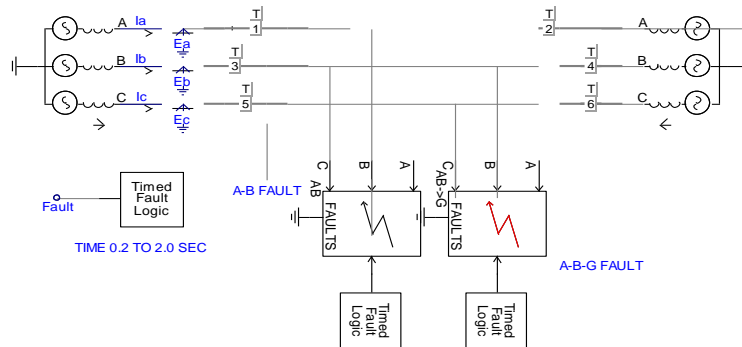 A Ia
T
1
T
2
A
Ea
B Ib
T
3
T
4
B
Eb
C Ic
T
5
T
6
C
Ec
Timed
Fault
Logic
Fault
TIME 0.2 TO 2.0 SEC
A-B FAULT
C
B
A
AB
FAULTS
C
B
A
AB->G
FAULTS
A-B-G FAULT
Timed
Fault
Logic
Timed
Fault
Logic